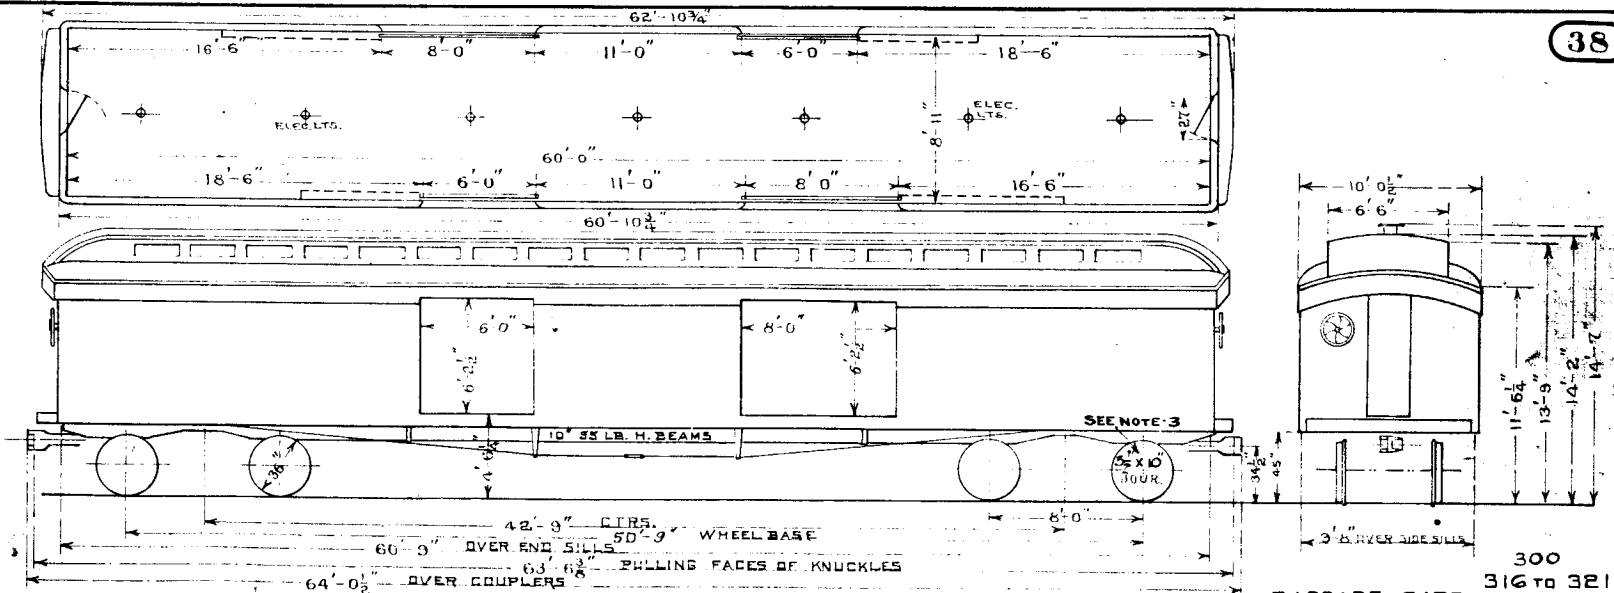 62'-10¾"
38
16'-6" 8'-0" 11'-0" 6'-0" 18'-6"
ELEC. LTS.
ELEC.
LTS.
8'-11"
27"
60'-0"
18'-6" 6'-0" 11'-0" 8'-0" 16'-6"
60'-10¾"
10'0½"
6'6"
6'-0"
6'-2½"
8'-0"
6'-2½"
11'-6¼"
13'-9"
14'-2"
14'-7"
SEE NOTE-3
10" 35 LB. H. BEAMS
36"
4'-6¼"
5½" X 10"
JOUR.
34½"
45"
8'-0"
42'-9" CTRS.
50'-9" WHEEL BASE
60'-9" OVER END SILLS
63'-6⅜" PULLING FACES OF KNUCKLES
64'-0½" OVER COUPLERS
9'-8" OVER SIDE SILLS
300
316 TO 321